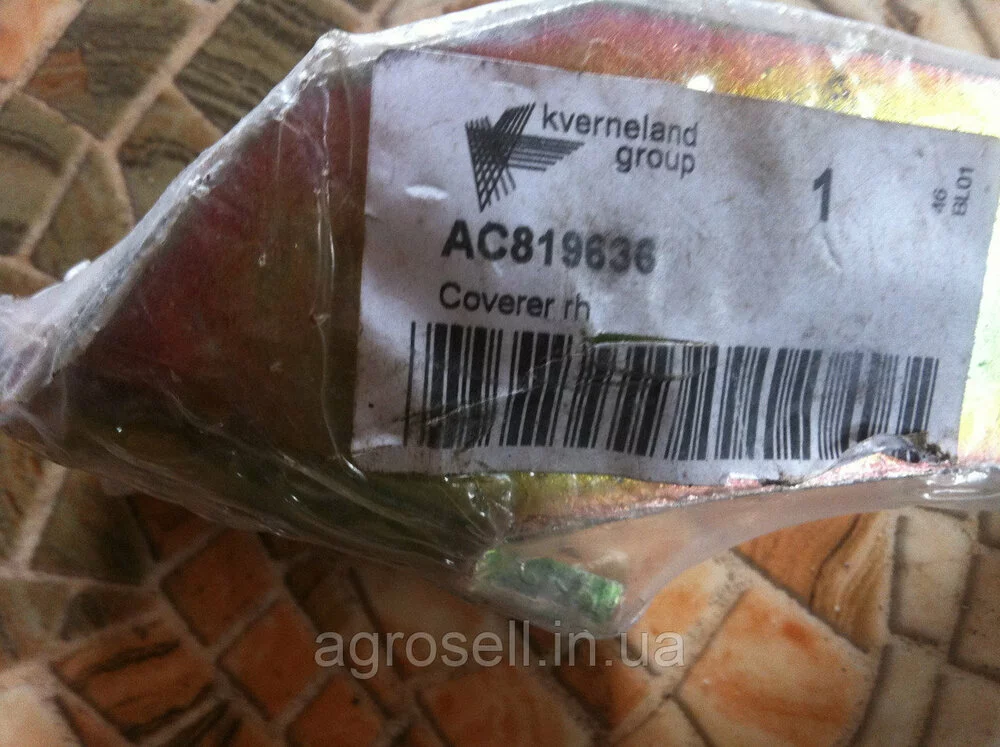 kverneland
group
1
46
BL01
AC819636
Coverer rh
agrosell.in.ua